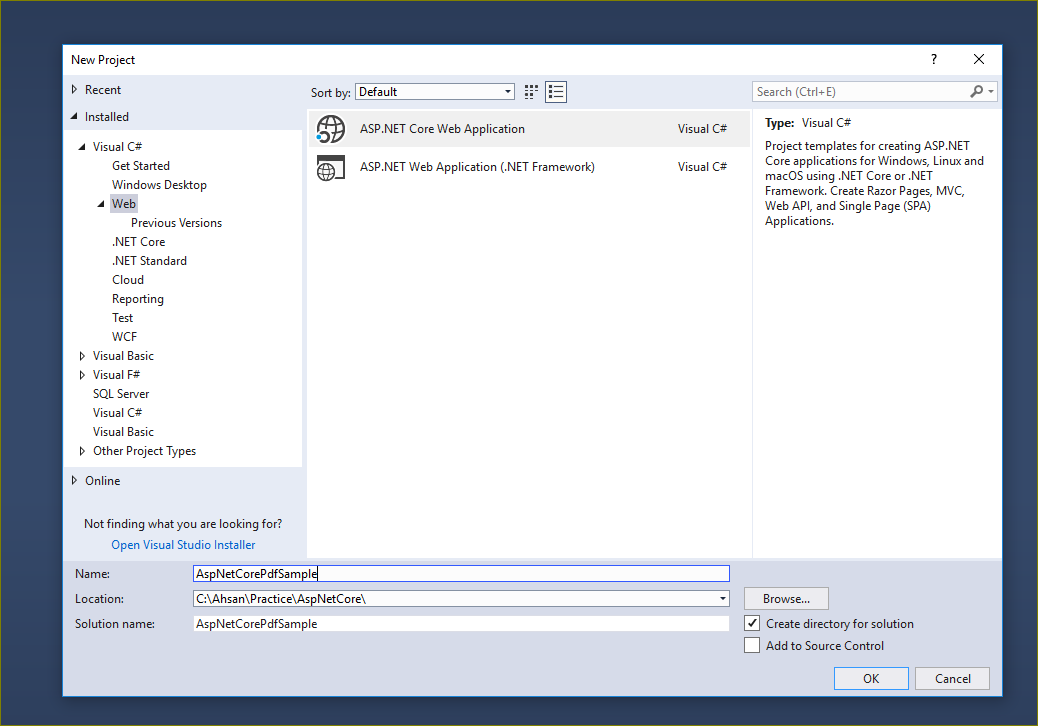 New Project
?
Recent
Installed
Visual C#
Get Started
Windows Desktop
Web
Previous Versions
.NET Core
.NET Standard
Cloud
Reporting
Test
WCF
Visual Basic
Visual F#
SQL Server
Visual C#
Visual Basic
Other Project Types
Online
Not finding what you are looking for?
Open Visual Studio Installer
Sort by: Default
ASP.NET Core Web Application Visual C#
ASP.NET Web Application (.NET Framework) Visual C#
Search (Ctrl+E)
Type: Visual C#
Project templates for creating ASP.NET
Core applications for Windows, Linux and
macOS using .NET Core or .NET
Framework. Create Razor Pages, MVC,
Web API, and Single Page (SPA)
Applications.
Name: AspNetCorePdfSample
Location: C:\Ahsan\Practice\AspNetCore\ Browse...
Solution name: AspNetCorePdfSample Create directory for solution
Add to Source Control
OK Cancel